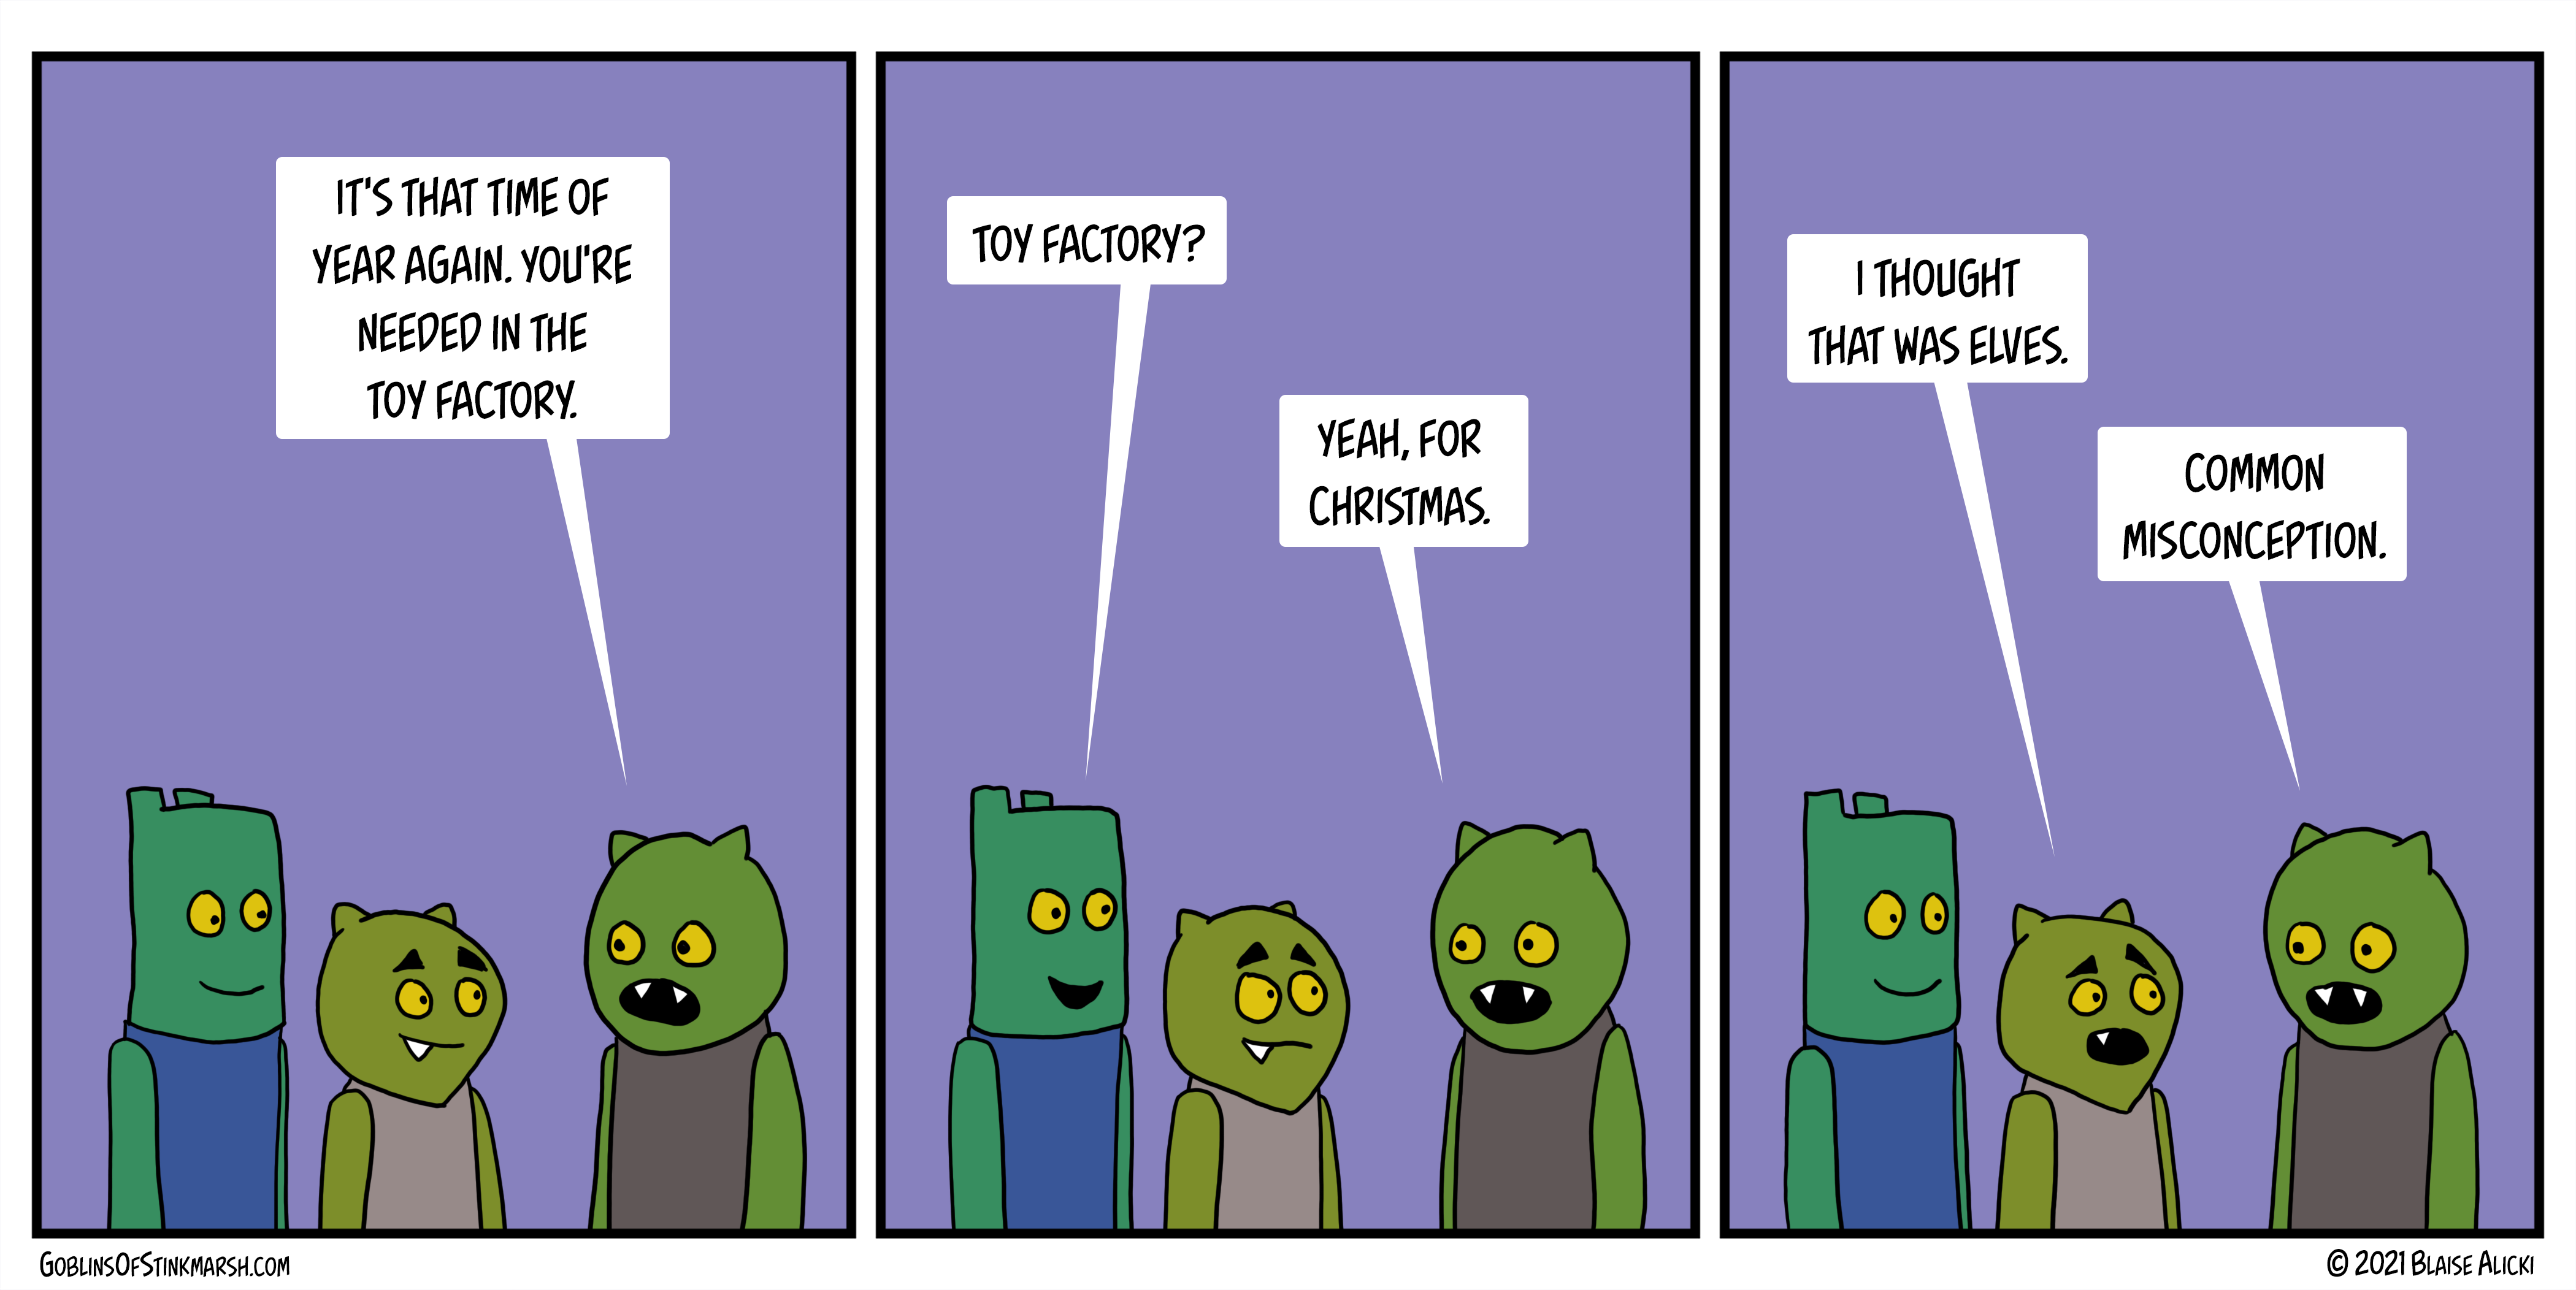 IT'S THAT TIME OF
YEAR AGAIN. YOU'RE
NEEDED IN THE
TOY FACTORY.
TOY FACTORY?
YEAH, FOR
CHRISTMAS.
I THOUGHT
THAT WAS ELVES.
COMMON
MISCONCEPTION.
GOBLINSOFSTINKMARSH.COM
© 2021 BLAISE ALICKI